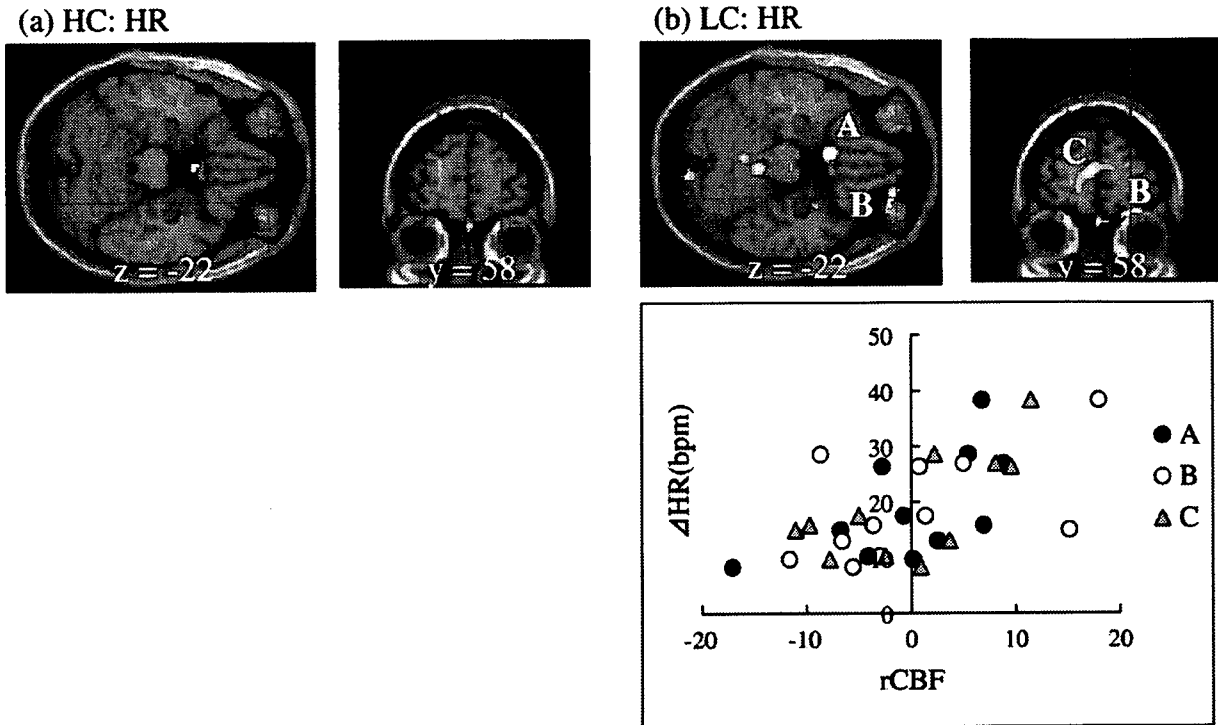 (a) HC: HR
(b) LC: HR
z = -22
y = 58
A
B
z = -22
C
B
y = 58
ΔHR(bpm)
50
40
30
20
10
0
-20
-10
0
10
20
rCBF
A
B
C